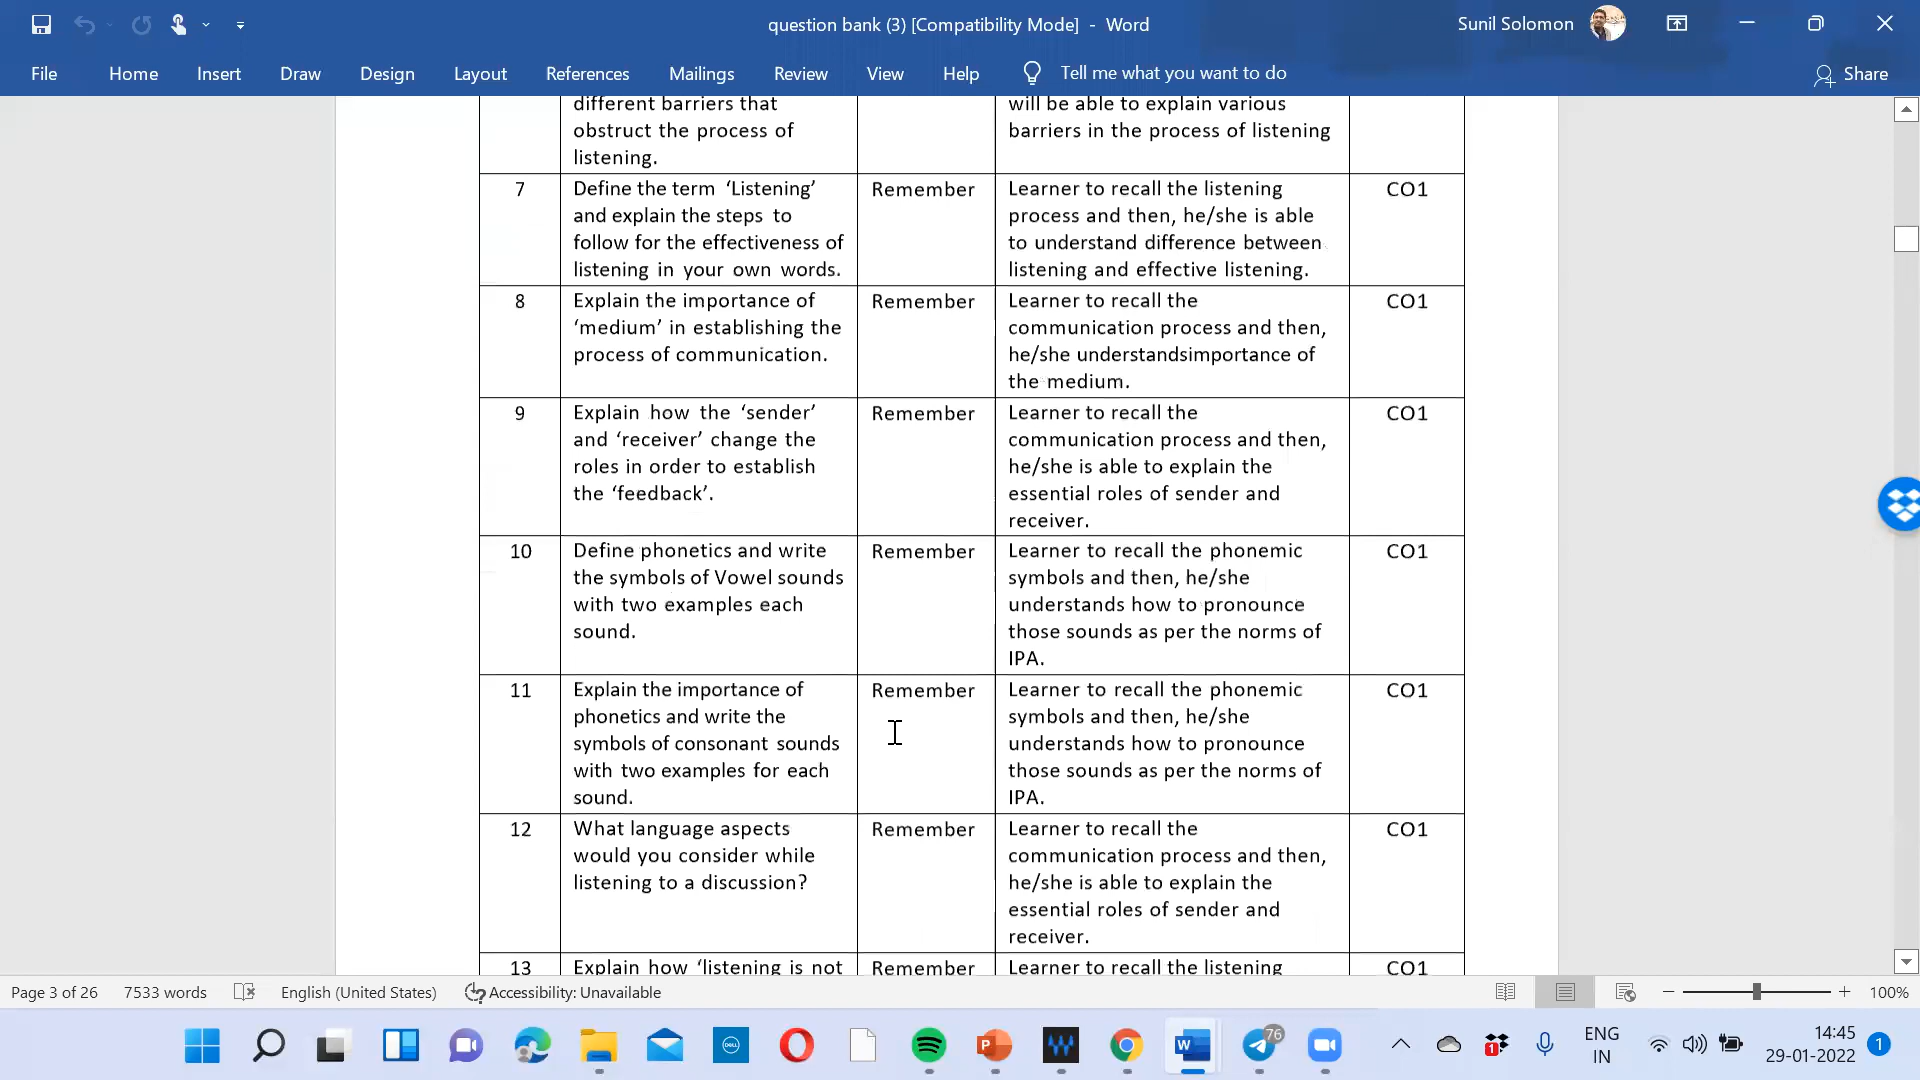 question bank (3) [Compatibility Mode] - Word
Sunil Solomon
File Home Insert Draw Design Layout References Mailings Review View Help Tell me what you want to do Share
different barriers that
obstruct the process of
listening.
will be able to explain various
barriers in the process of listening
7
Define the term ‘Listening’
and explain the steps to
follow for the effectiveness of
listening in your own words.
Remember
Learner to recall the listening
process and then, he/she is able
to understand difference between
listening and effective listening.
CO1
8
Explain the importance of
‘medium’ in establishing the
process of communication.
Remember
Learner to recall the
communication process and then,
he/she understandsimportance of
the medium.
CO1
9
Explain how the ‘sender’
and ‘receiver’ change the
roles in order to establish
the ‘feedback’.
Remember
Learner to recall the
communication process and then,
he/she is able to explain the
essential roles of sender and
receiver.
CO1
10
Define phonetics and write
the symbols of Vowel sounds
with two examples each
sound.
Remember
Learner to recall the phonemic
symbols and then, he/she
understands how to pronounce
those sounds as per the norms of
IPA.
CO1
11
Explain the importance of
phonetics and write the
symbols of consonant sounds
with two examples for each
sound.
Remember
Learner to recall the phonemic
symbols and then, he/she
understands how to pronounce
those sounds as per the norms of
IPA.
CO1
12
What language aspects
would you consider while
listening to a discussion?
Remember
Learner to recall the
communication process and then,
he/she is able to explain the
essential roles of sender and
receiver.
CO1
13
Explain how ‘listening is not
Remember
Learner to recall the listening
CO1
Page 3 of 26 7533 words English (United States) Accessibility: Unavailable 100%
DELL
P
W
76
1
ENG
IN
14:45
29-01-2022
1